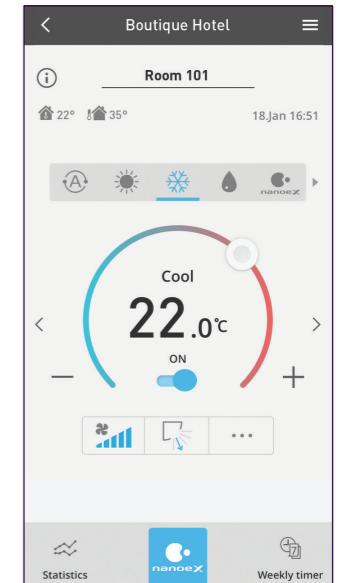 Boutique Hotel
Room 101
22° 35° 18.Jan 16:51
A nanoeX
Cool
22.0°C
ON
Statistics nanoeX Weekly timer
7